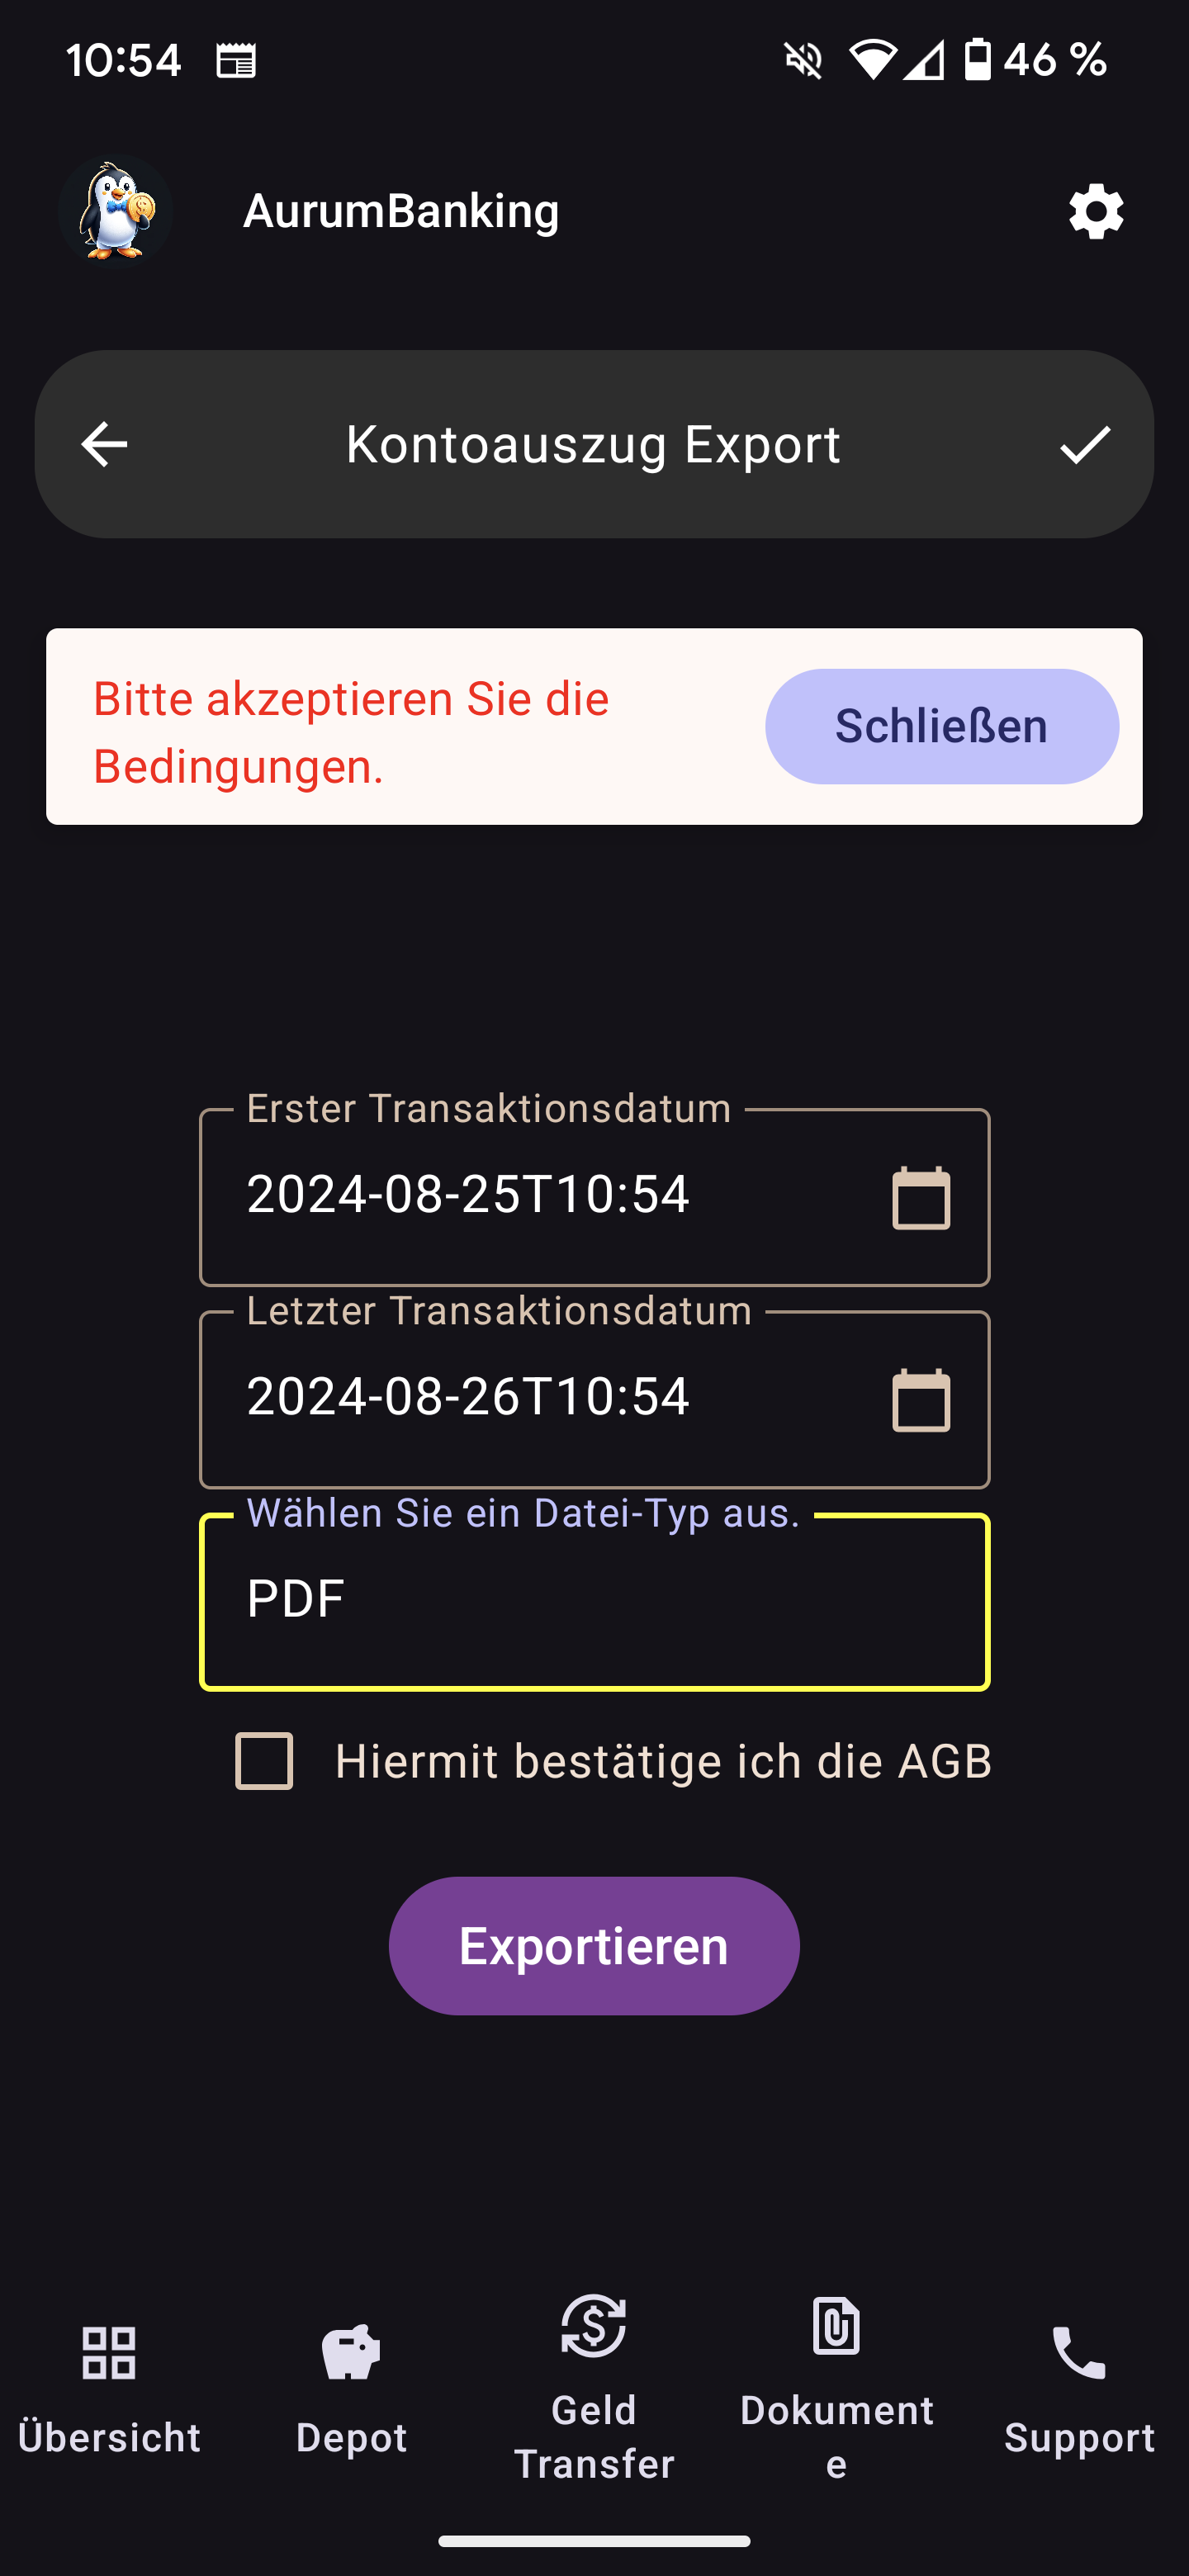 10:54
46 %
AurumBanking
Kontoauszug Export
Bitte akzeptieren Sie die
Bedingungen.
Schließen
Erster Transaktionsdatum
2024-08-25T10:54
Letzter Transaktionsdatum
2024-08-26T10:54
Wählen Sie ein Datei-Typ aus.
PDF
Hiermit bestätige ich die AGB
Exportieren
Übersicht
Depot
Geld
Transfer
Dokument
e
Support